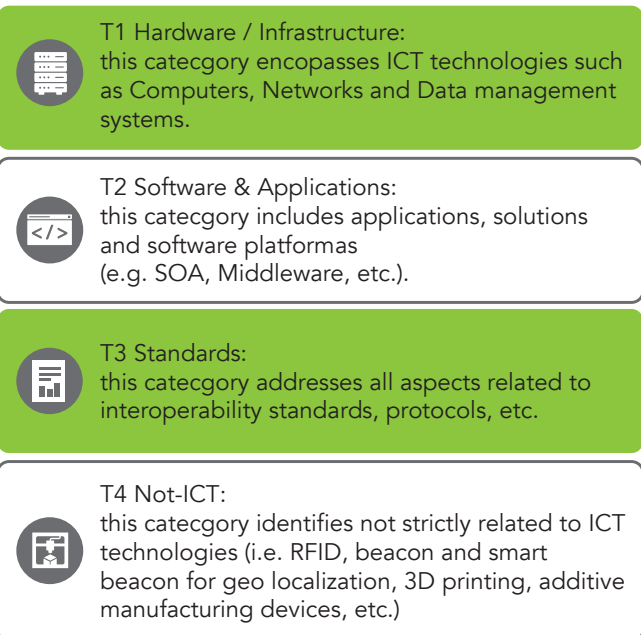 T1 Hardware / Infrastructure:
this catecgory encopasses ICT technologies such
as Computers, Networks and Data management
systems.
T2 Software & Applications:
this catecgory includes applications, solutions
and software platformas
(e.g. SOA, Middleware, etc.).
</>
T3 Standards:
this catecgory addresses all aspects related to
interoperability standards, protocols, etc.
T4 Not-ICT:
this catecgory identifies not strictly related to ICT
technologies (i.e. RFID, beacon and smart
beacon for geo localization, 3D printing, additive
manufacturing devices, etc.)